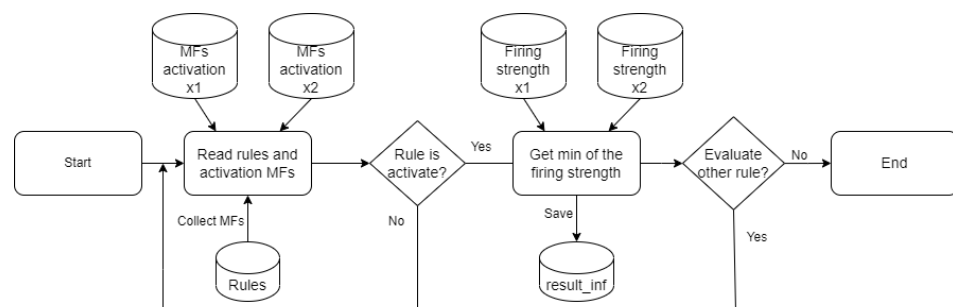 MFs
activation
x1
MFs
activation
x2
Firing
strength
x1
Firing
strength
x2
Start
Read rules and
activation MFs
Rule is
activate?
Yes
Get min of the
firing strength
Evaluate
other rule?
No
End
Collect MFs
No
Save
Yes
Rules
result_inf